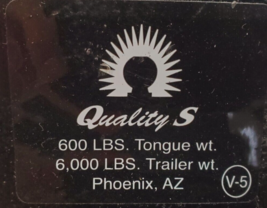 Quality S
600 LBS. Tongue wt.
6,000 LBS. Trailer wt.
Phoenix, AZ
V-5